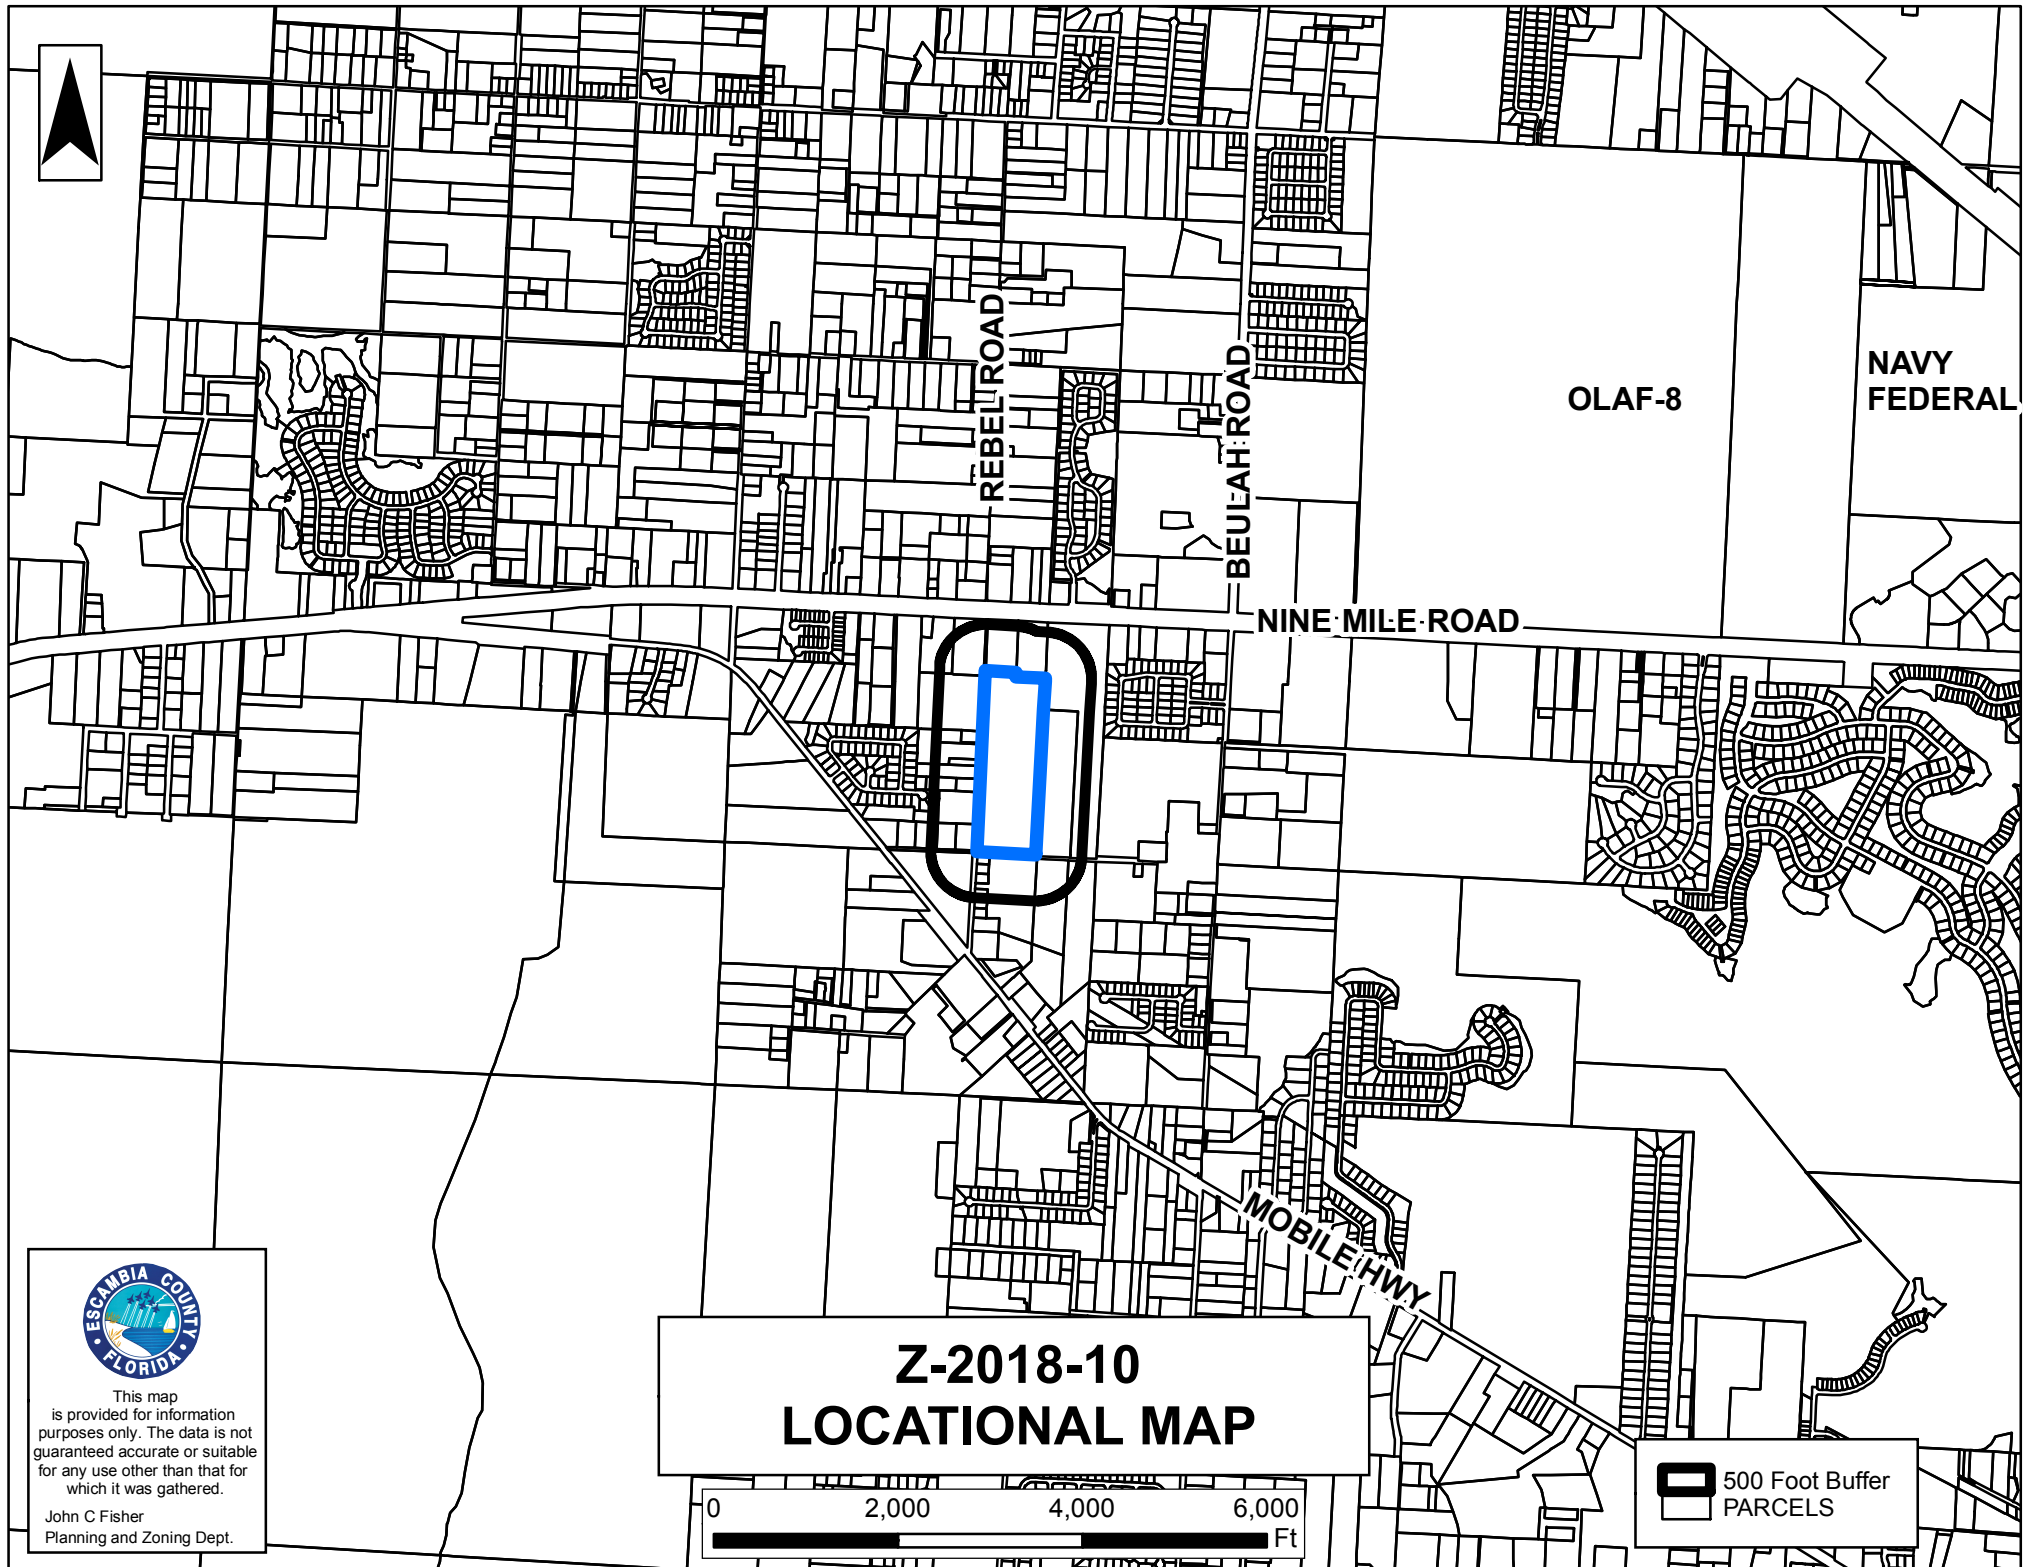 REBEL ROAD
BEULAH ROAD
OLAF-8
NAVY
FEDERAL
NINE MILE ROAD
MOBILE HWY
ESCAMBIA COUNTY
FLORIDA
This map
is provided for information
purposes only. The data is not
guaranteed accurate or suitable
for any use other than that for
which it was gathered.
John C Fisher
Planning and Zoning Dept.
Z-2018-10
LOCATIONAL MAP
0 2,000 4,000 6,000
Ft
500 Foot Buffer
PARCELS